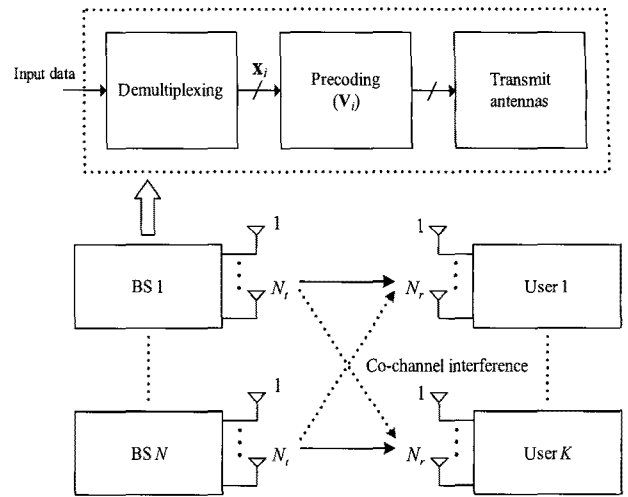 Input data
Demultiplexing
x_i
Precoding
(V_i)
Transmit
antennas
BS 1
1
N_t
1
N_r
User 1
Co-channel interference
BS N
1
N_t
1
N_r
User K